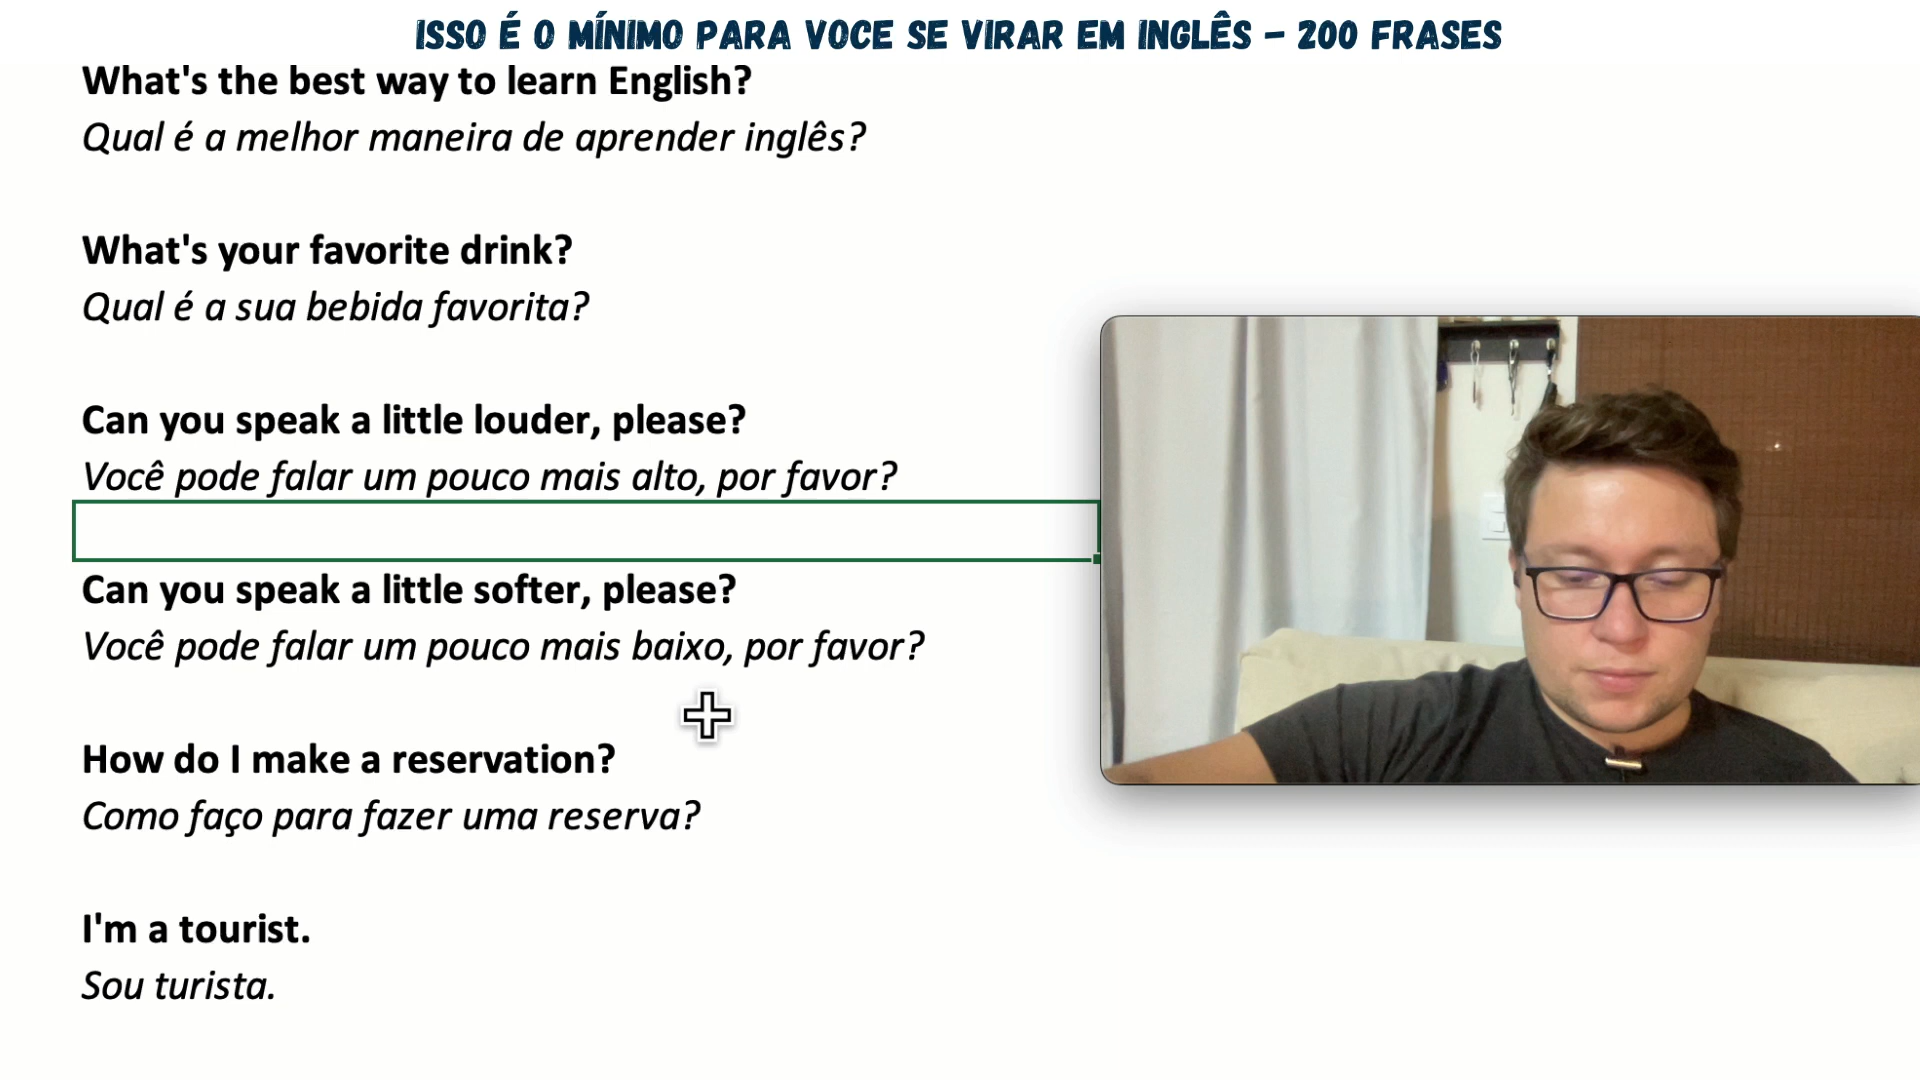 ISSO É O MÍNIMO PARA VOCE SE VIRAR EM INGLÊS – 200 FRASES
What's the best way to learn English?
Qual é a melhor maneira de aprender inglês?
What's your favorite drink?
Qual é a sua bebida favorita?
Can you speak a little louder, please?
Você pode falar um pouco mais alto, por favor?
Can you speak a little softer, please?
Você pode falar um pouco mais baixo, por favor?
How do I make a reservation?
Como faço para fazer uma reserva?
I'm a tourist.
Sou turista.